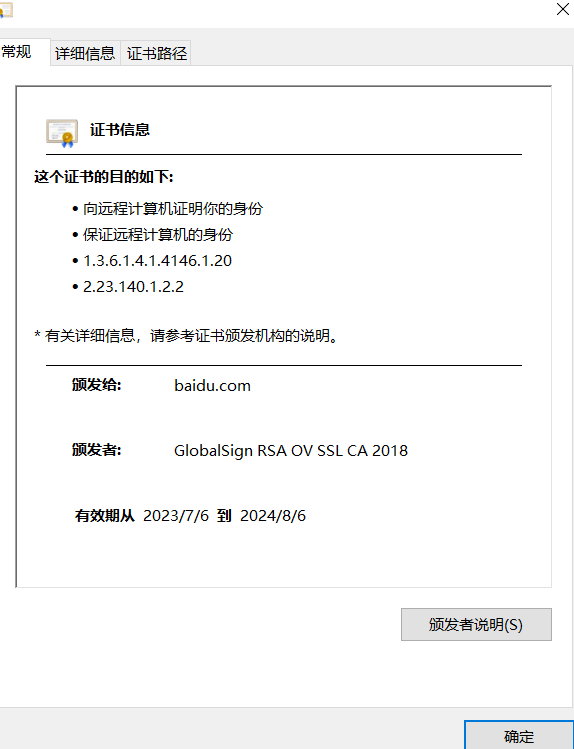 常规 详细信息 证书路径
证书信息
这个证书的目的如下:
• 向远程计算机证明你的身份
• 保证远程计算机的身份
• 1.3.6.1.4.1.4146.1.20
• 2.23.140.1.2.2
* 有关详细信息，请参考证书颁发机构的说明。
颁发给: baidu.com
颁发者: GlobalSign RSA OV SSL CA 2018
有效期从 2023/7/6 到 2024/8/6
颁发者说明(S)
确定